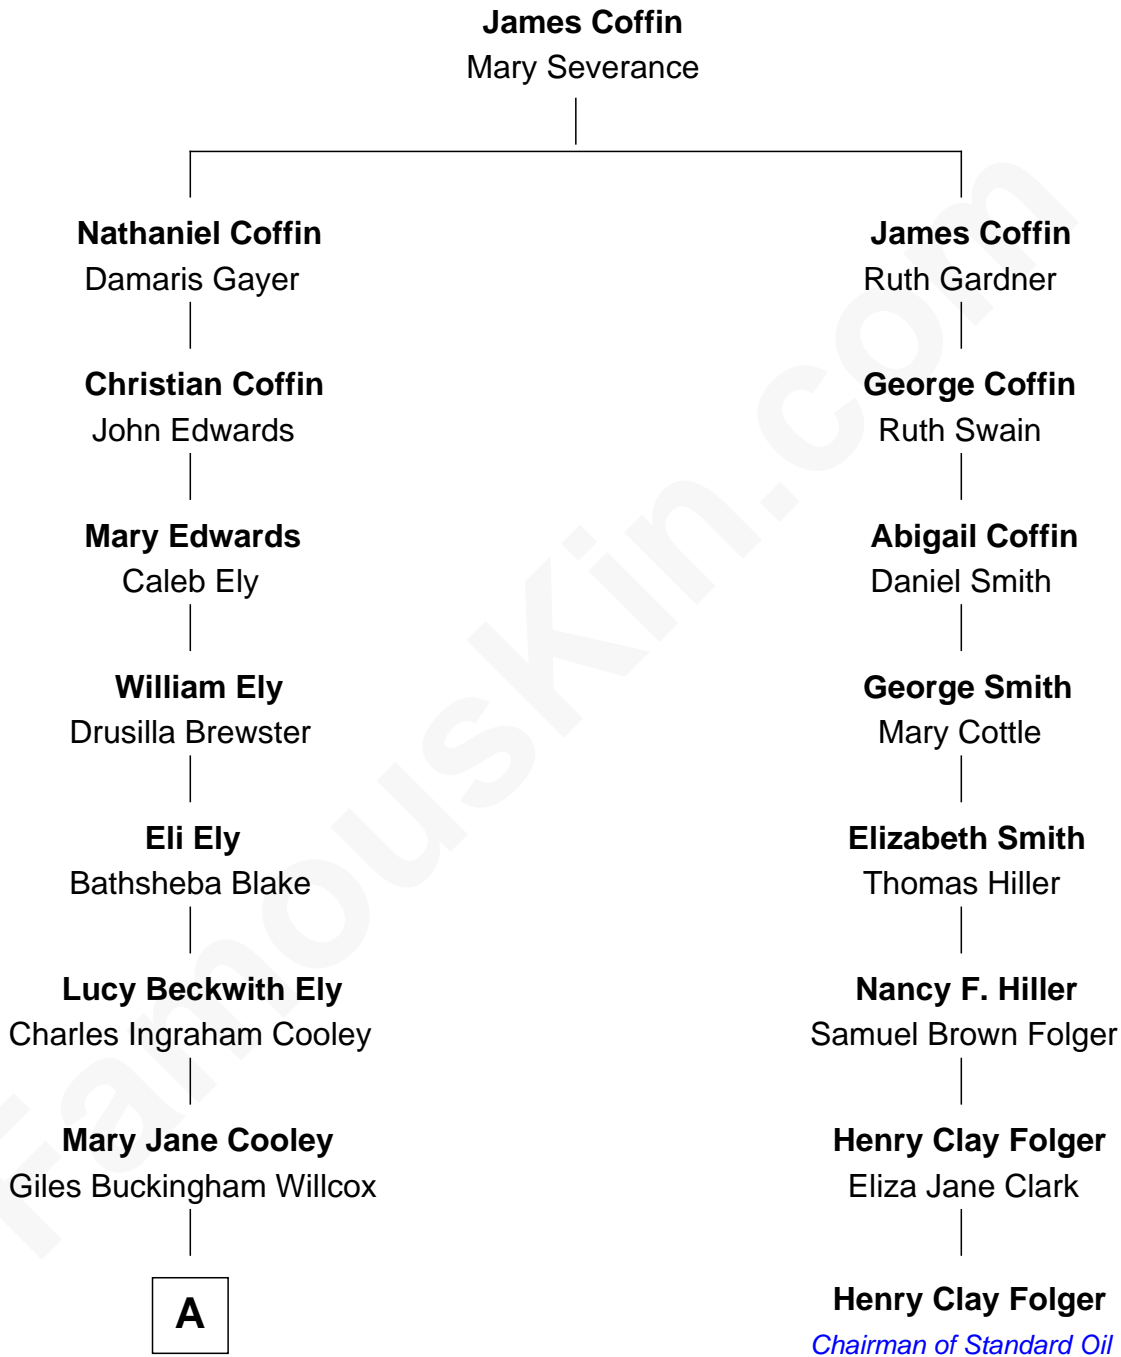 James Coffin
Mary Severance
Nathaniel Coffin
Damaris Gayer
Christian Coffin
John Edwards
Mary Edwards
Caleb Ely
William Ely
Drusilla Brewster
Eli Ely
Bathsheba Blake
Lucy Beckwith Ely
Charles Ingraham Cooley
Mary Jane Cooley
Giles Buckingham Willcox
A
James Coffin
Ruth Gardner
George Coffin
Ruth Swain
Abigail Coffin
Daniel Smith
George Smith
Mary Cottle
Elizabeth Smith
Thomas Hiller
Nancy F. Hiller
Samuel Brown Folger
Henry Clay Folger
Eliza Jane Clark
Henry Clay Folger
Chairman of Standard Oil
FamousKin.com